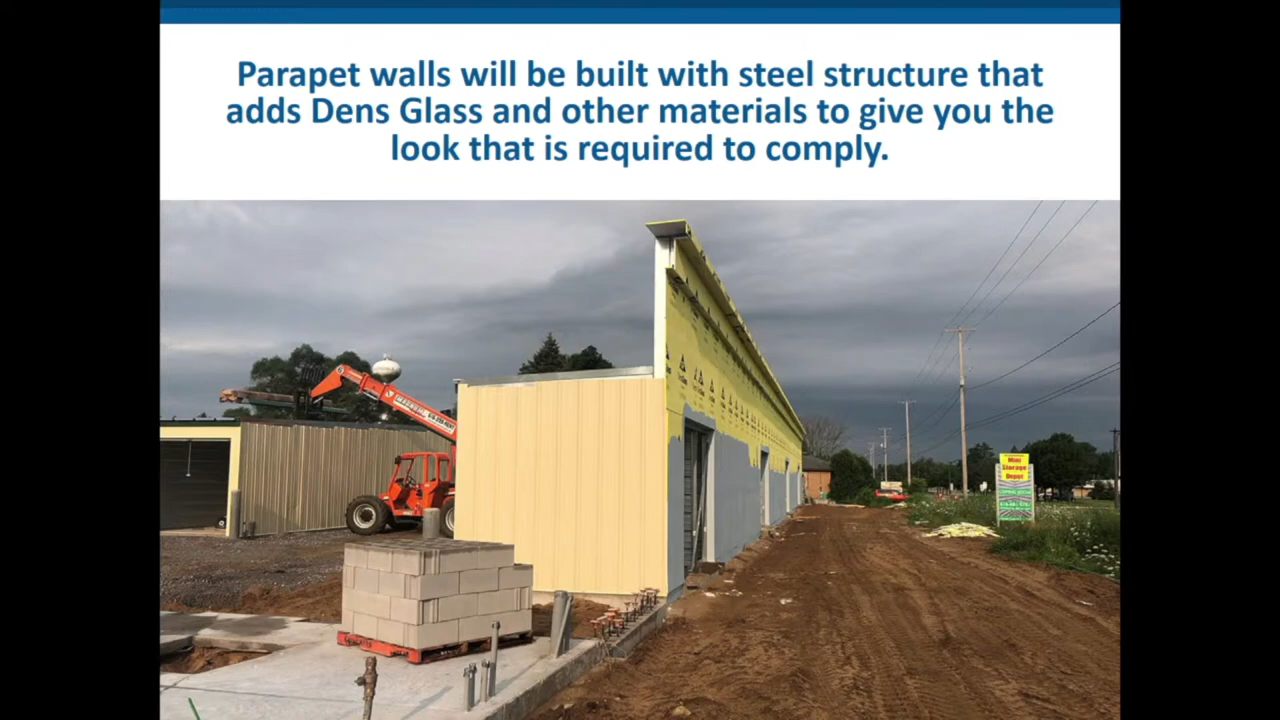 Parapet walls will be built with steel structure that
adds Dens Glass and other materials to give you the
look that is required to comply.
Mini
Storage
Depot